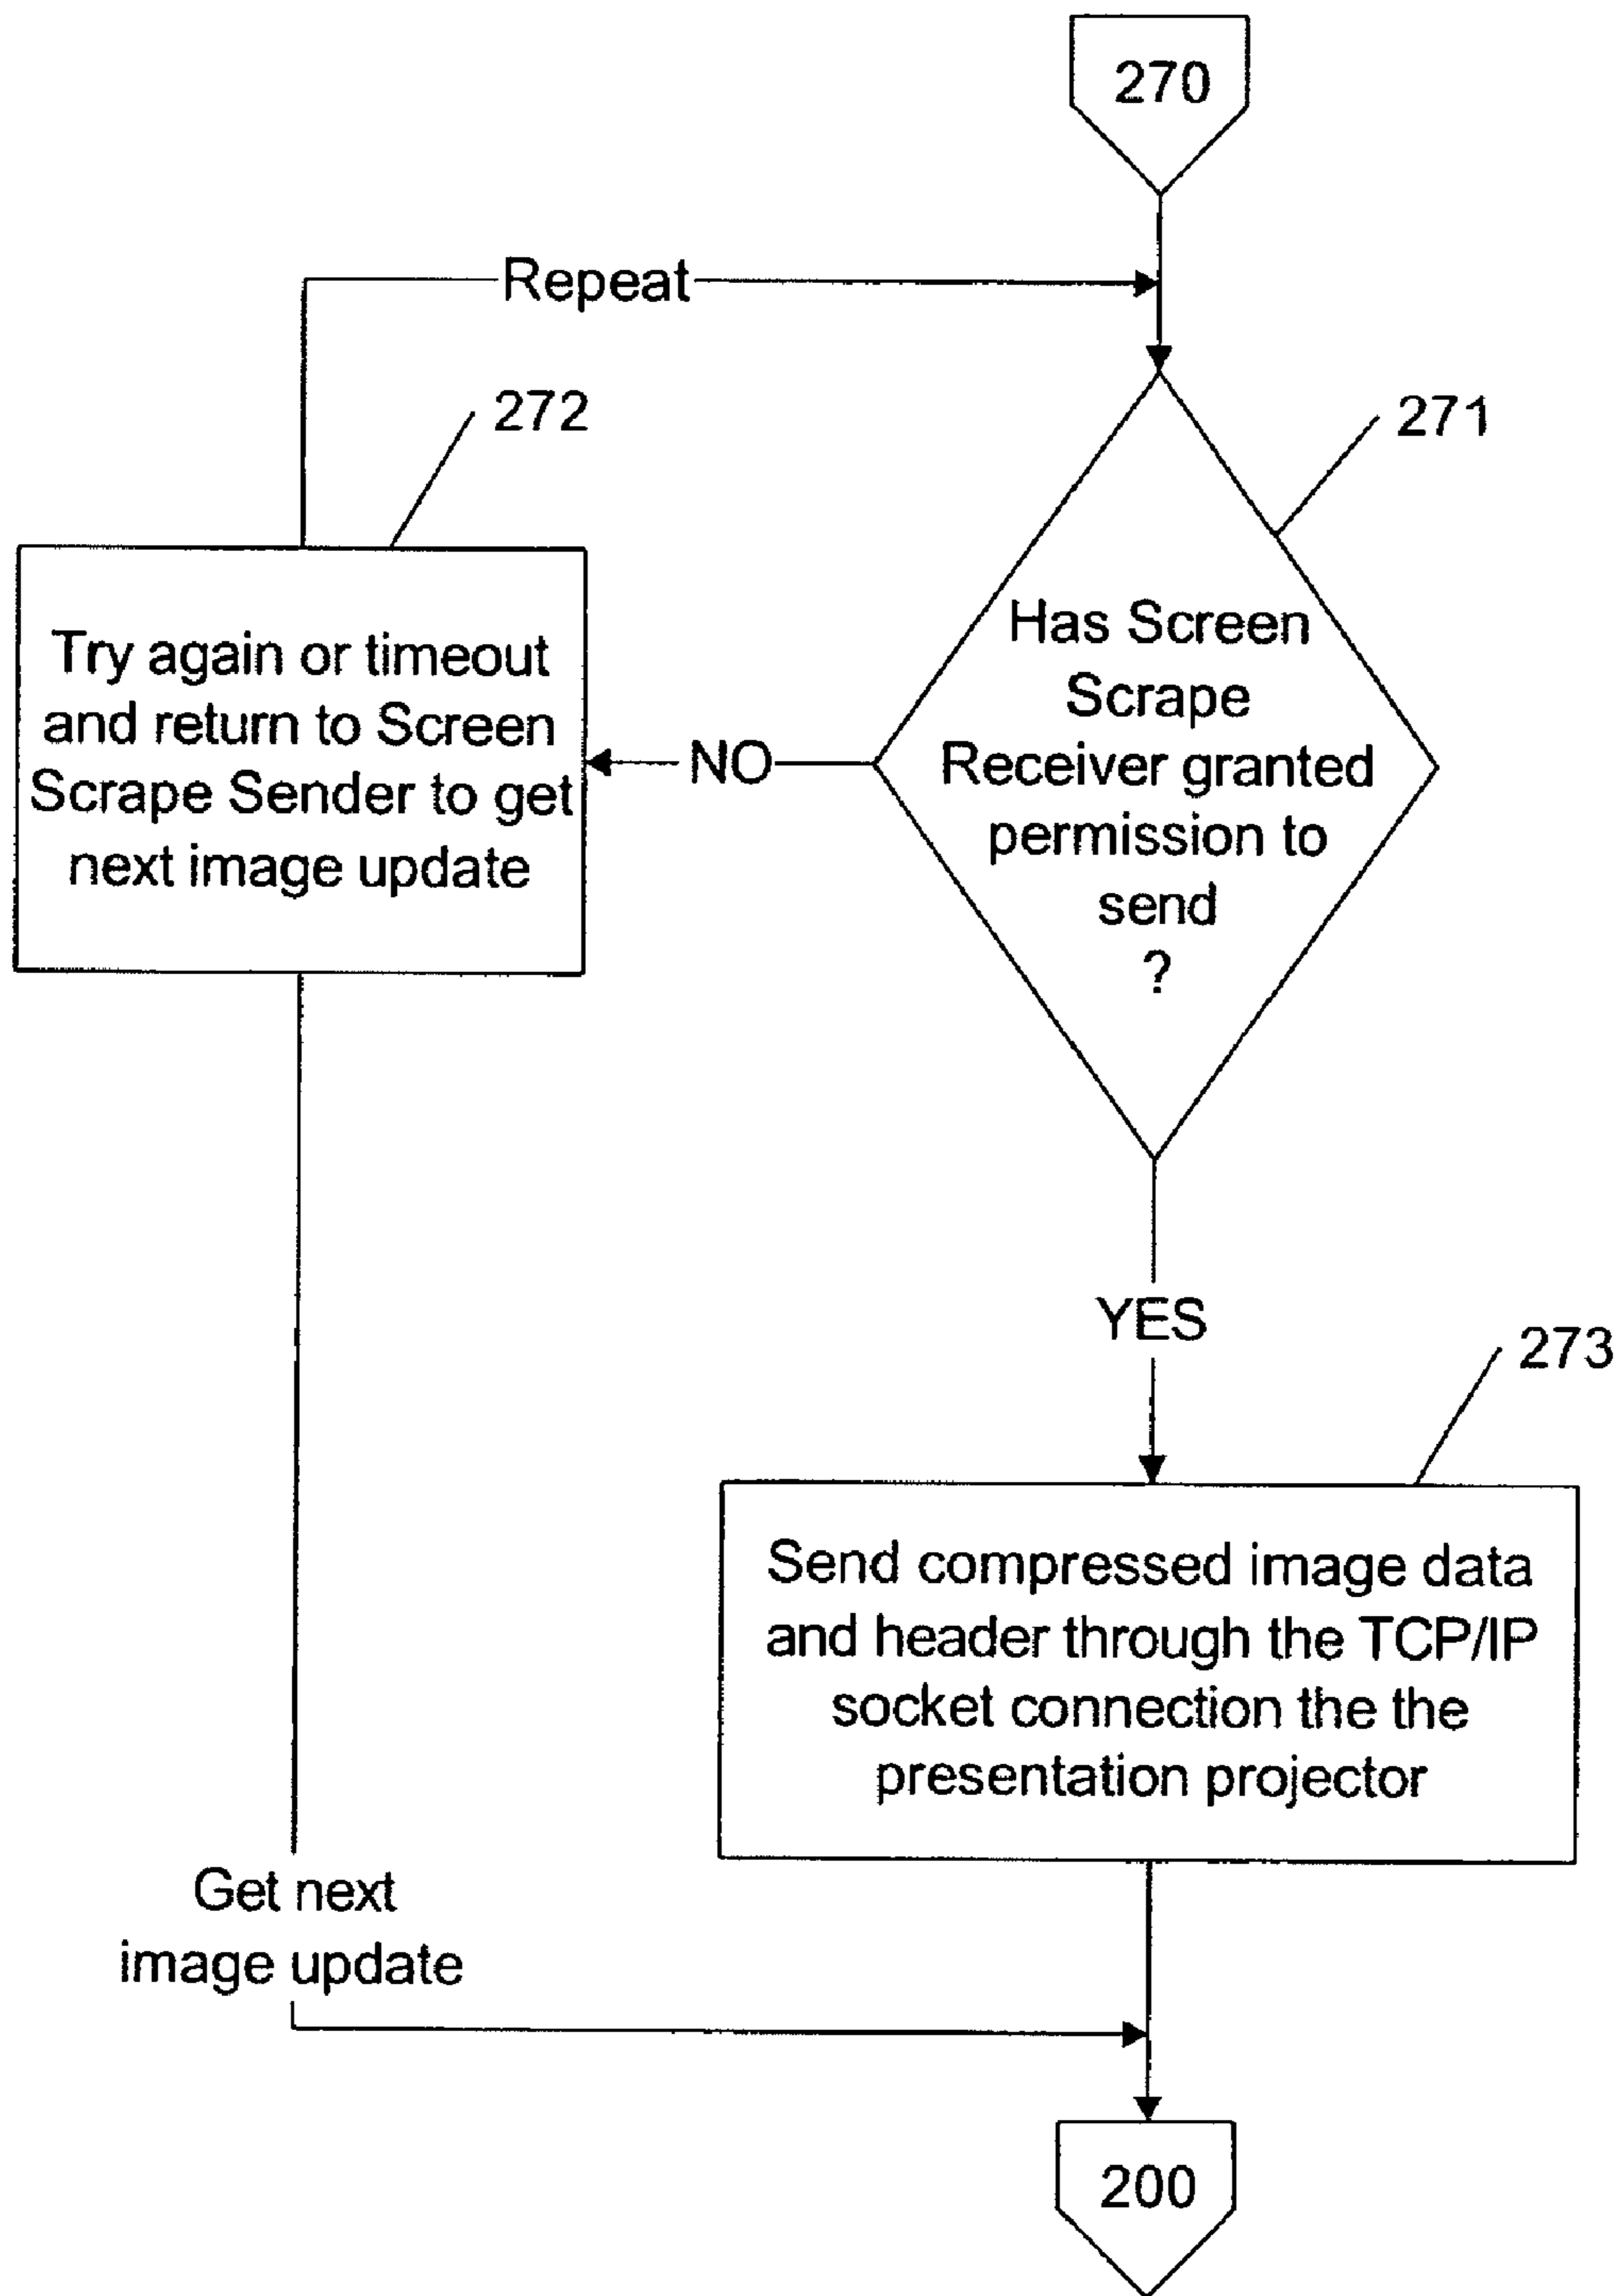 270
Repeat
272
271
Has Screen
Scrape
Receiver granted
permission to
send
?
Try again or timeout
and return to Screen
Scrape Sender to get
next image update
NO
YES
273
Send compressed image data
and header through the TCP/IP
socket connection the the
presentation projector
Get next
image update
200